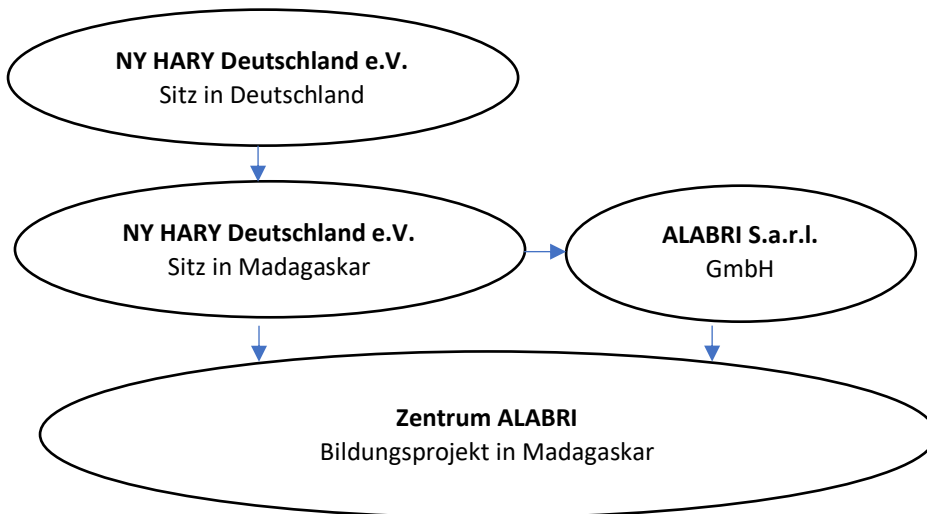 NY HARY Deutschland e.V.
Sitz in Deutschland
NY HARY Deutschland e.V.
Sitz in Madagaskar
ALABRI S.a.r.l.
GmbH
Zentrum ALABRI
Bildungsprojekt in Madagaskar